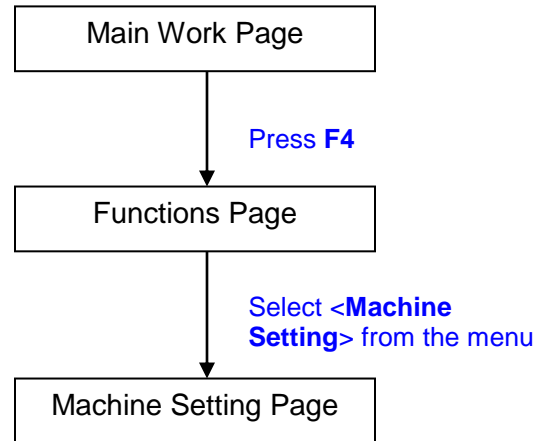 Main Work Page
Press F4
Functions Page
Select <Machine
Setting> from the menu
Machine Setting Page